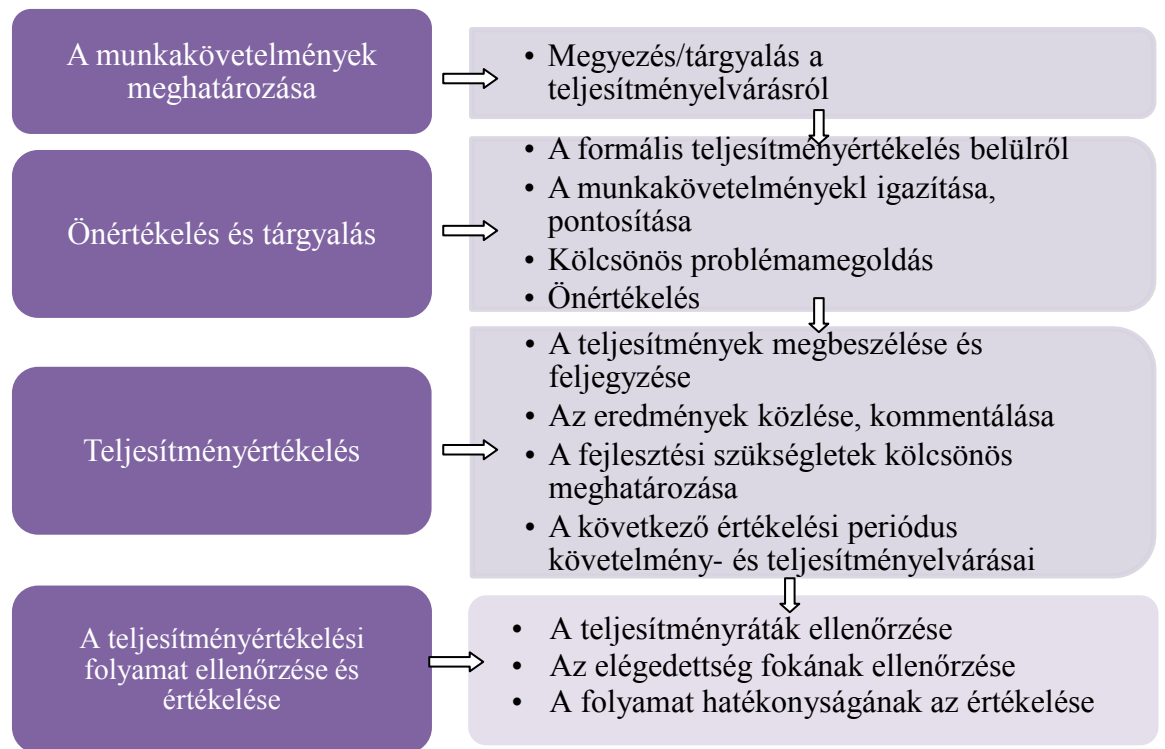 A munkakövetelmények
meghatározása
• Megyezés/tárgyalás a
teljesítményelvárásról
Önértékelés és tárgyalás
• A formális teljesítményértékelés belülről
• A munkakövetelményekl igazítása,
pontosítása
• Kölcsönös problémamegoldás
• Önértékelés
Teljesítményértékelés
• A teljesítmények megbeszélése és
feljegyzése
• Az eredmények közlése, kommentálása
• A fejlesztési szükségletek kölcsönös
meghatározása
• A következő értékelési periódus
követelmény- és teljesítményelvárásai
A teljesítményértékelési
folyamat ellenőrzése és
értékelése
• A teljesítményráták ellenőrzése
• Az elégedettség fokának ellenőrzése
• A folyamat hatékonyságának az értékelése